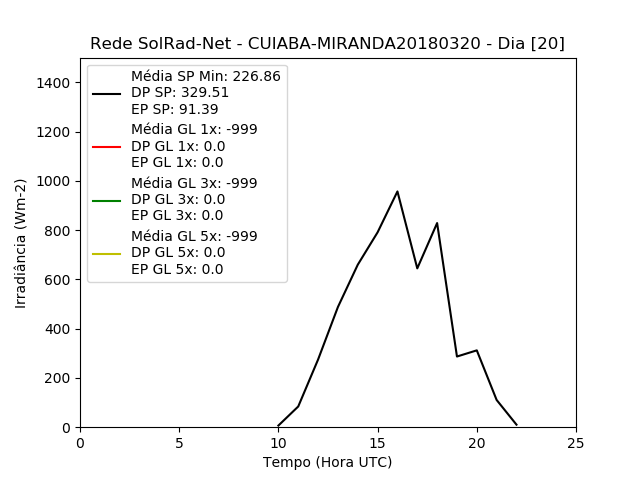 Rede SolRad-Net - CUIABA-MIRANDA20180320 - Dia [20]
Média SP Min: 226.86
DP SP: 329.51
EP SP: 91.39
Média GL 1x: -999
DP GL 1x: 0.0
EP GL 1x: 0.0
Média GL 3x: -999
DP GL 3x: 0.0
EP GL 3x: 0.0
Média GL 5x: -999
DP GL 5x: 0.0
EP GL 5x: 0.0
Irradiância (Wm-2)
1400
1200
1000
800
600
400
200
0
0 5 10 15 20 25
Tempo (Hora UTC)